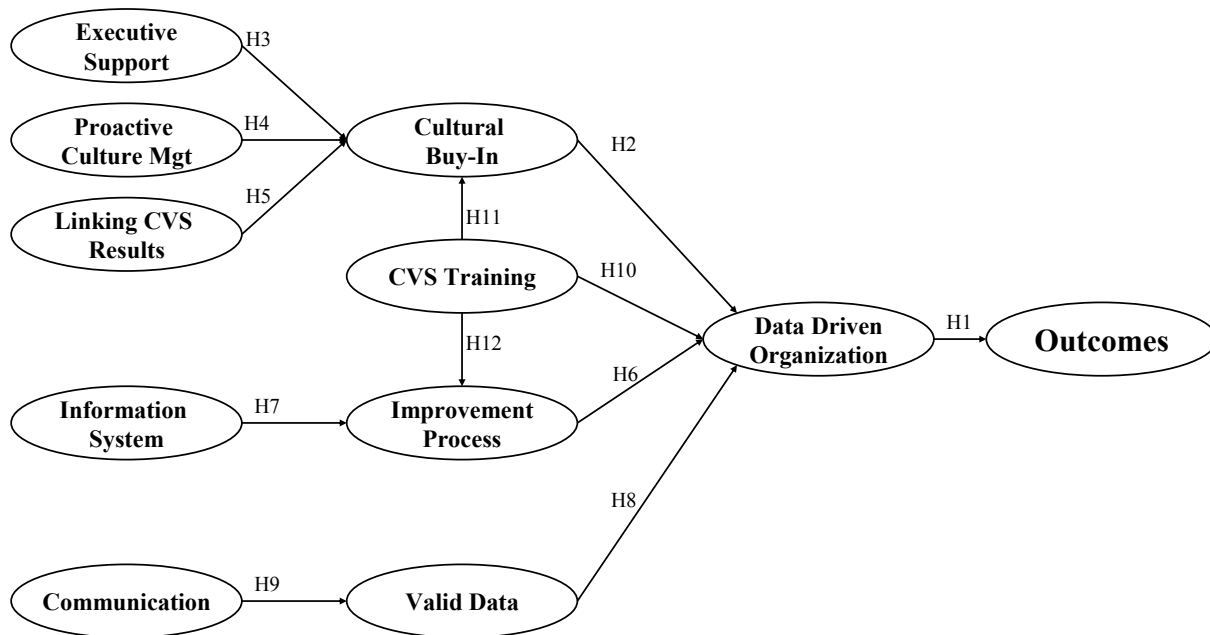 Executive
Support
H3
Proactive
Culture Mgt
H4
Linking CVS
Results
H5
Cultural
Buy-In
H2
H11
CVS Training
H10
H12
Data Driven
Organization
H1
Outcomes
Information
System
H7
Improvement
Process
H6
H8
Communication
H9
Valid Data